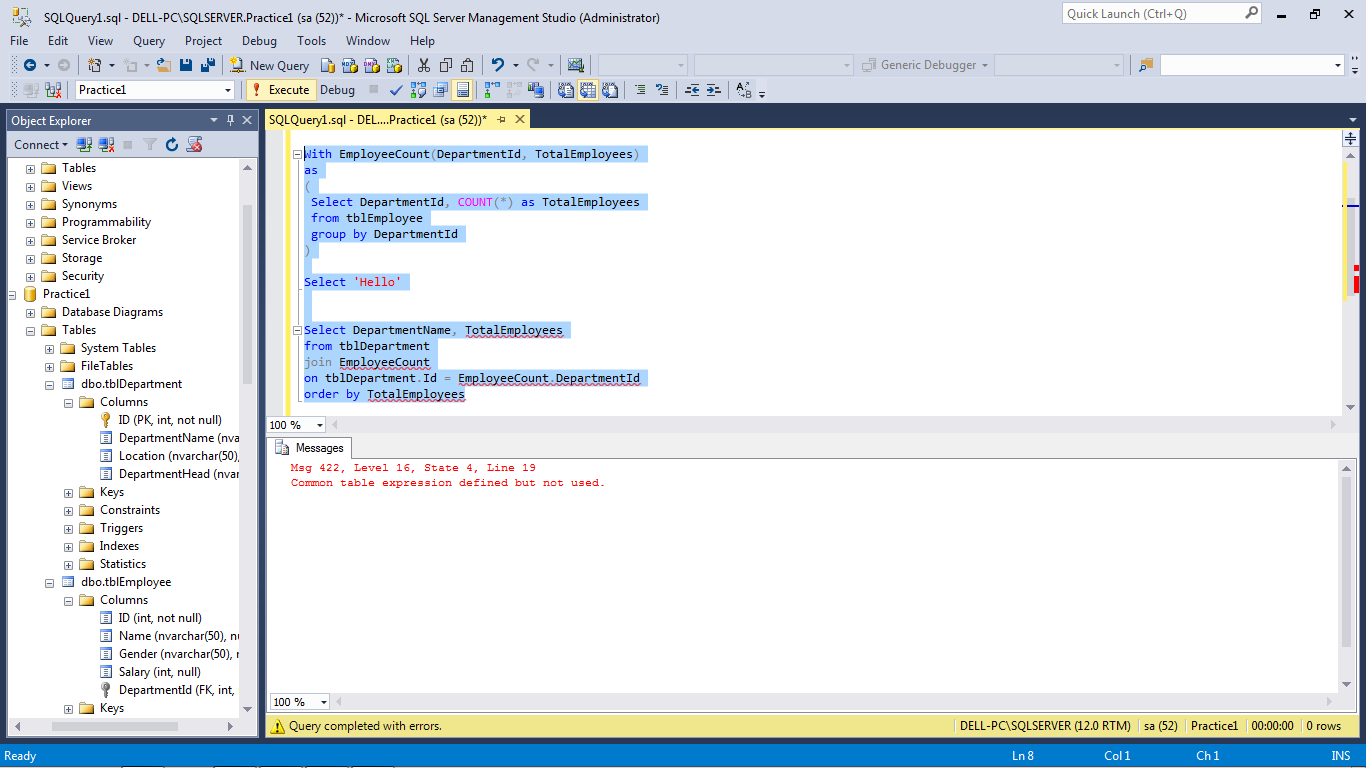 SQLQuery1.sql - DELL-PC\SQLSERVER.Practice1 (sa (52))* - Microsoft SQL Server Management Studio (Administrator)
Quick Launch (Ctrl+Q)
File Edit View Query Project Debug Tools Window Help
New Query
Generic Debugger
Practice1
Execute Debug
Object Explorer
Connect
Tables
Views
Synonyms
Programmability
Service Broker
Storage
Security
Practice1
Database Diagrams
Tables
System Tables
FileTables
dbo.tblDepartment
Columns
ID (PK, int, not null)
DepartmentName (nva
Location (nvarchar(50),
DepartmentHead (nvar
Keys
Constraints
Triggers
Indexes
Statistics
dbo.tblEmployee
Columns
ID (int, not null)
Name (nvarchar(50), nu
Gender (nvarchar(50), r
Salary (int, null)
DepartmentId (FK, int,
Keys
SQLQuery1.sql - DEL....Practice1 (sa (52))*
With EmployeeCount(DepartmentId, TotalEmployees)
as
(
Select DepartmentId, COUNT(*) as TotalEmployees
from tblEmployee
group by DepartmentId
)
Select 'Hello'
Select DepartmentName, TotalEmployees
from tblDepartment
join EmployeeCount
on tblDepartment.Id = EmployeeCount.DepartmentId
order by TotalEmployees
100 %
Messages
Msg 422, Level 16, State 4, Line 19
Common table expression defined but not used.
100 %
Query completed with errors.
DELL-PC\SQLSERVER (12.0 RTM) sa (52) Practice1 00:00:00 0 rows
Ready
Ln 8 Col 1 Ch 1 INS